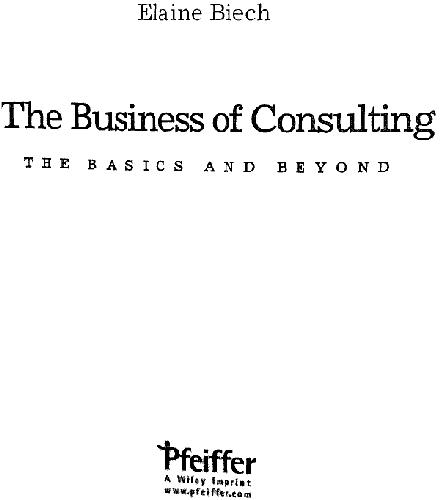 Elaine Biech
The Business of Consulting
THE BASICS AND BEYOND
Pfeiffer
A Wiley Imprint
www.pfeiffer.com